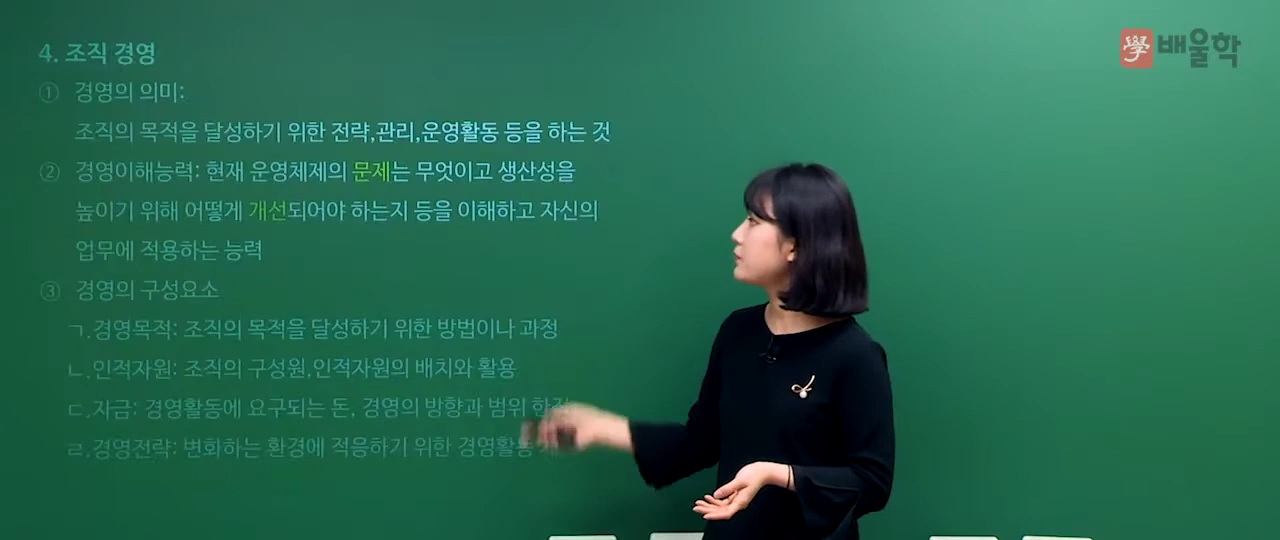 4. 조직 경영
① 경영의 의미:
조직의 목적을 달성하기 위한 전략,관리,운영활동 등을 하는 것
② 경영이해능력: 현재 운영체제의 문제는 무엇이고 생산성을
높이기 위해 어떻게 개선되어야 하는지 등을 이해하고 자신의
업무에 적용하는 능력
③ 경영의 구성요소
ㄱ.경영목적: 조직의 목적을 달성하기 위한 방법이나 과정
ㄴ.인적자원: 조직의 구성원,인적자원의 배치와 활용
ㄷ.자금: 경영활동에 요구되는 돈, 경영의 방향과 범위 한정
ㄹ.경영전략: 변화하는 환경에 적응하기 위한 경영활동
學 배울학